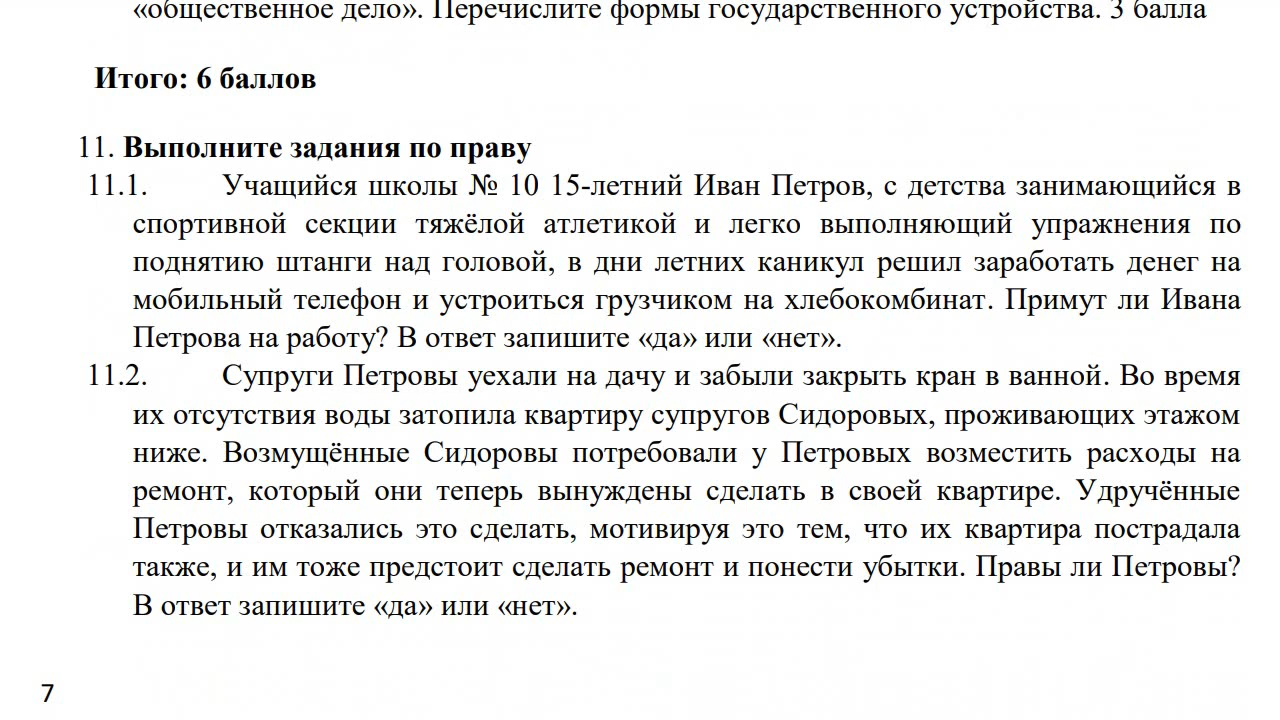 «общественное дело». Перечислите формы государственного устройства. 3 балла
Итого: 6 баллов
11. Выполните задания по праву
11.1. Учащийся школы № 10 15-летний Иван Петров, с детства занимающийся в
спортивной секции тяжёлой атлетикой и легко выполняющий упражнения по
поднятию штанги над головой, в дни летних каникул решил заработать денег на
мобильный телефон и устроиться грузчиком на хлебокомбинат. Примут ли Ивана
Петрова на работу? В ответ запишите «да» или «нет».
11.2. Супруги Петровы уехали на дачу и забыли закрыть кран в ванной. Во время
их отсутствия воды затопила квартиру супругов Сидоровых, проживающих этажом
ниже. Возмущённые Сидоровы потребовали у Петровых возместить расходы на
ремонт, который они теперь вынуждены сделать в своей квартире. Удручённые
Петровы отказались это сделать, мотивируя это тем, что их квартира пострадала
также, и им тоже предстоит сделать ремонт и понести убытки. Правы ли Петровы?
В ответ запишите «да» или «нет».
7